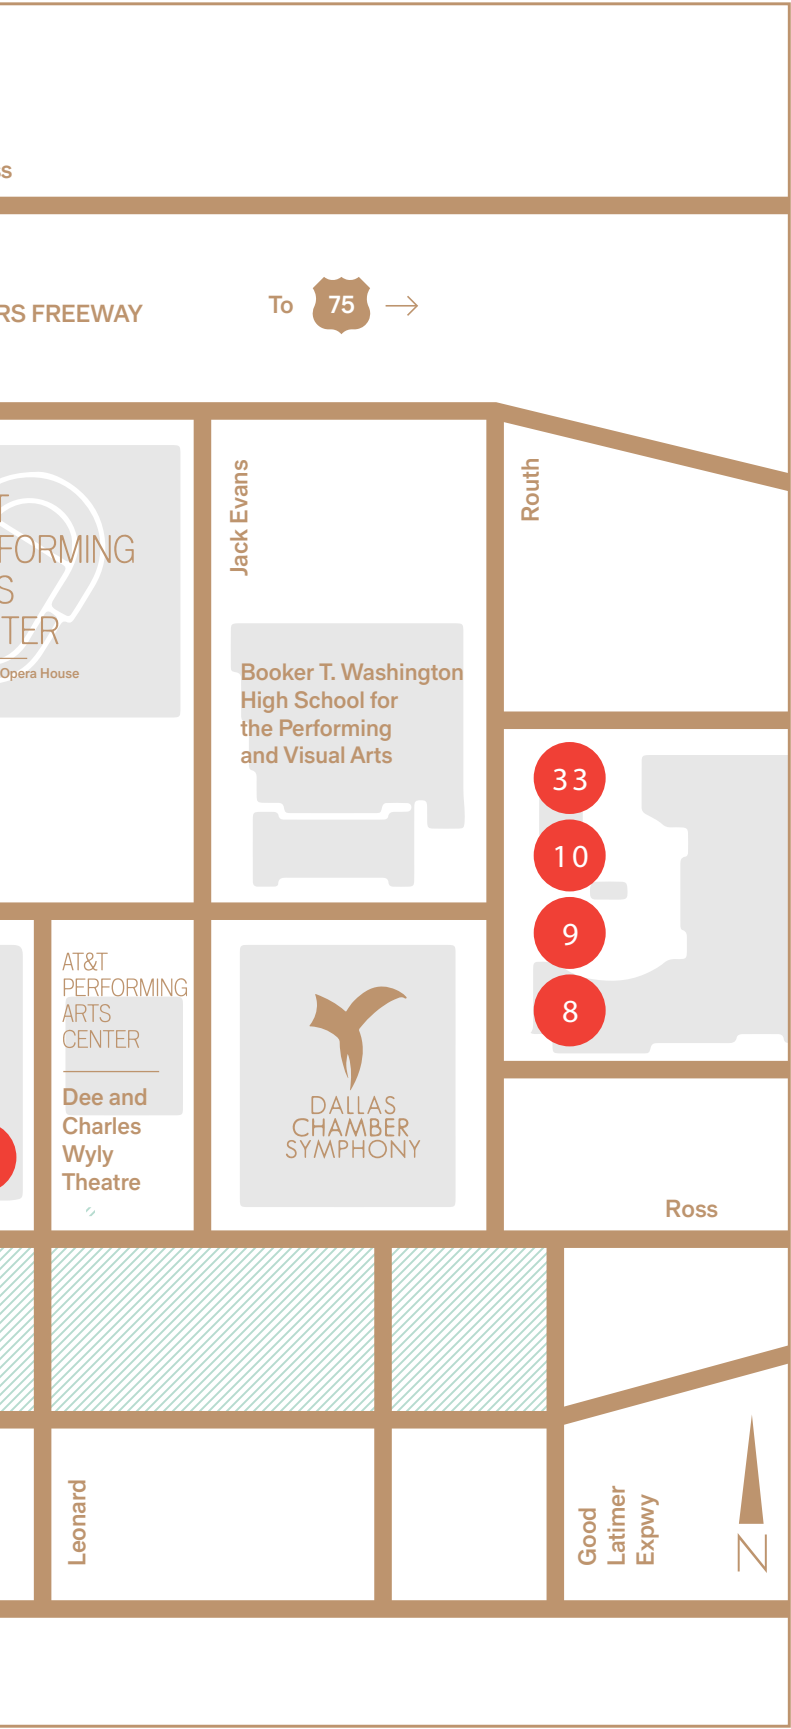 RS FREEWAY
To 75
Jack Evans
Routh
FORMING
S
TER
Opera House
Booker T. Washington
High School for
the Performing
and Visual Arts
33
10
9
8
AT&T
PERFORMING
ARTS
CENTER
Dee and
Charles
Wyly
Theatre
DALLAS
CHAMBER
SYMPHONY
Ross
Leonard
Good
Latimer
Expwy
N